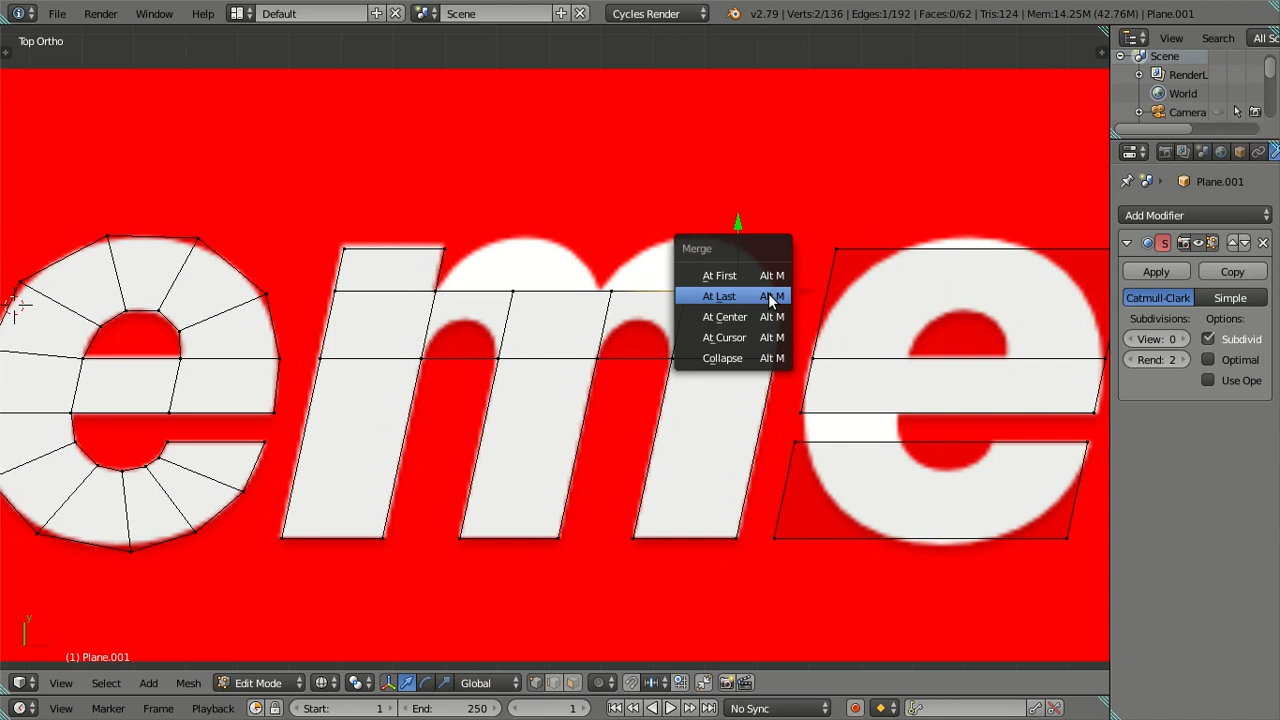 File Render Window Help Default Scene Cycles Render v2.79 | Verts:2/136 | Edges:1/192 | Faces:0/62 | Tris:124 | Mem:14.25M (42.76M) | Plane.001
Top Ortho
View Search All Sc
Scene
RenderL
World
Camera
Plane.001
Add Modifier
S
Apply Copy
Catmull-Clark Simple
Subdivisions: Options:
View: 0 Subdivid
Rend: 2 Optimal
Use Ope
Merge
At First Alt M
At Last Alt M
At Center Alt M
At Cursor Alt M
Collapse Alt M
eme
y
(1) Plane.001
View Select Add Mesh Edit Mode Global
View Marker Frame Playback Start: 1 End: 250 1 No Sync